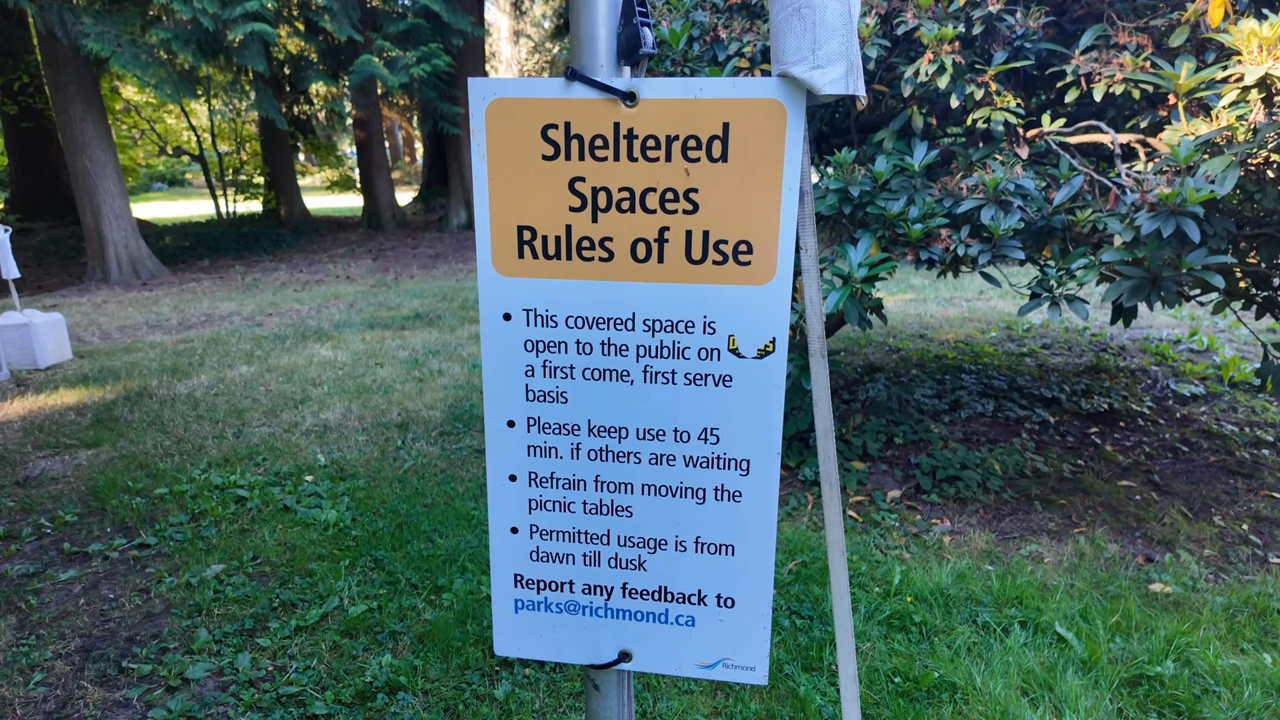 Sheltered
Spaces
Rules of Use
• This covered space is
open to the public on
a first come, first serve
basis
• Please keep use to 45
min. if others are waiting
• Refrain from moving the
picnic tables
• Permitted usage is from
dawn till dusk
Report any feedback to
parks@richmond.ca
Richmond